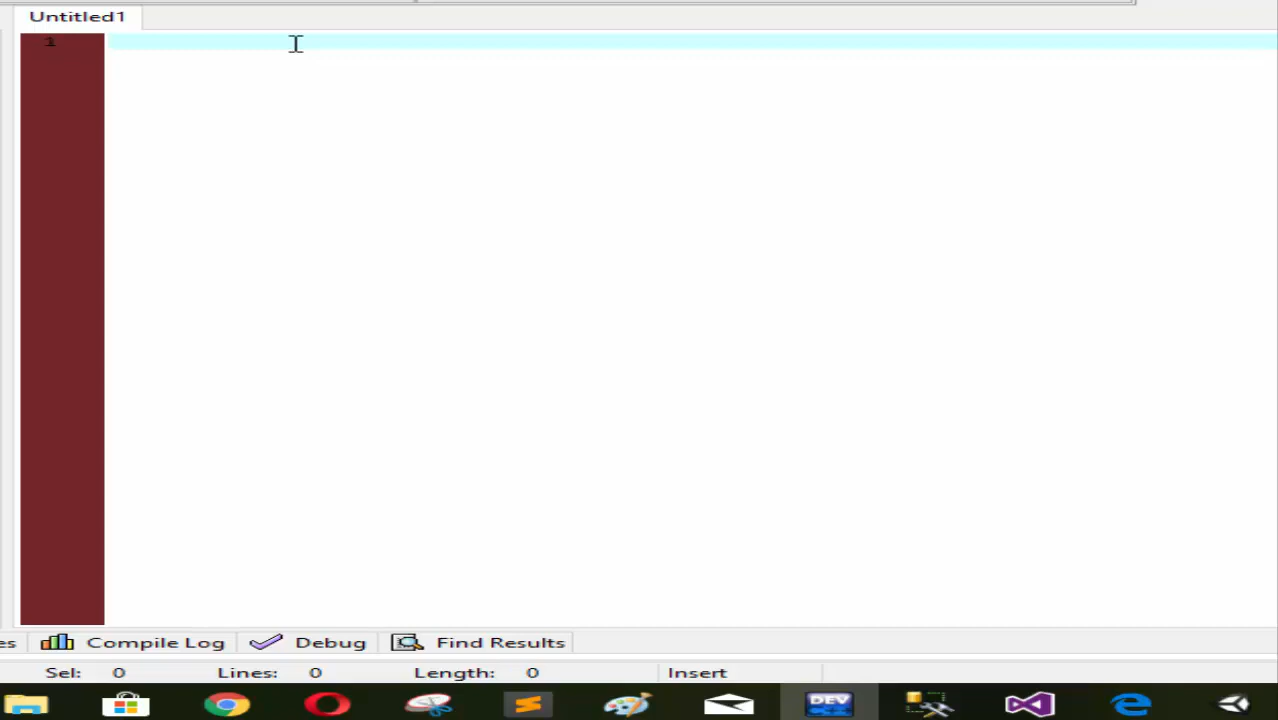 Untitled1
1
es Compile Log Debug Find Results
Sel: 0 Lines: 0 Length: 0 Insert
DEV
C++